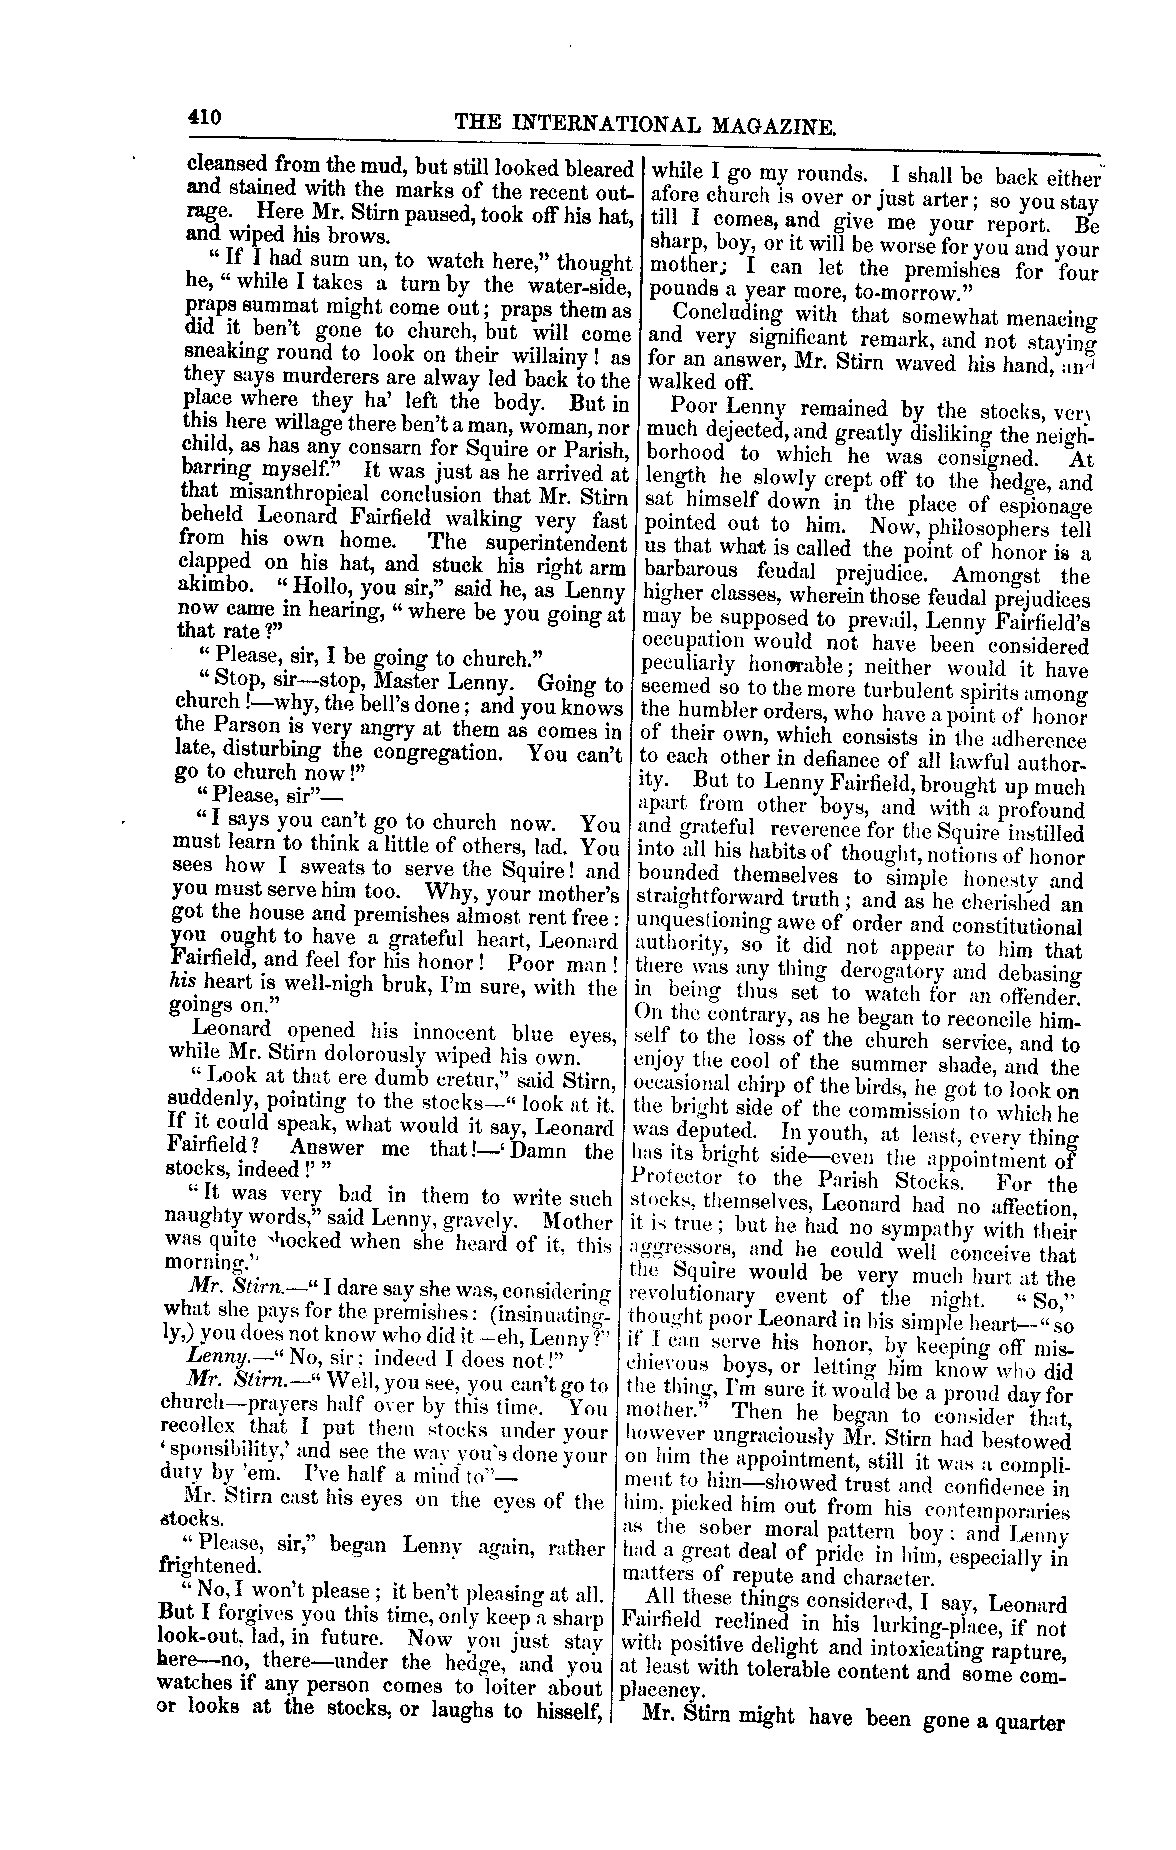 410
THE INTERNATIONAL MAGAZINE.
cleansed from the mud, but still looked bleared
and stained with the marks of the recent out-
rage. Here Mr. Stirn paused, took off his hat,
and wiped his brows.
"If I had sum un, to watch here," thought
he, "while I takes a turn by the water-side,
praps summat might come out; praps them as
did it ben't gone to church, but will come
sneaking round to look on their willainy! as
they says murderers are alway led back to the
place where they ha' left the body. But in
this here willage there ben't a man, woman, nor
child, as has any consarn for Squire or Parish,
barring myself." It was just as he arrived at
that misanthropical conclusion that Mr. Stirn
beheld Leonard Fairfield walking very fast
from his own home. The superintendent
clapped on his hat, and stuck his right arm
akimbo. "Hollo, you sir," said he, as Lenny
now came in hearing, "where be you going at
that rate?"
"Please, sir, I be going to church."
"Stop, sir—stop, Master Lenny. Going to
church!—why, the bell's done; and you knows
the Parson is very angry at them as comes in
late, disturbing the congregation. You can't
go to church now!"
"Please, sir"—
"I says you can't go to church now. You
must learn to think a little of others, lad. You
sees how I sweats to serve the Squire! and
you must serve him too. Why, your mother's
got the house and premishes almost rent free:
you ought to have a grateful heart, Leonard
Fairfield, and feel for his honor! Poor man!
his heart is well-nigh bruk, I'm sure, with the
goings on."
Leonard opened his innocent blue eyes,
while Mr. Stirn dolorously wiped his own.
"Look at that ere dumb cretur," said Stirn,
suddenly, pointing to the stocks—"look at it.
If it could speak, what would it say, Leonard
Fairfield? Answer me that!—'Damn the
stocks, indeed!'"
"It was very bad in them to write such
naughty words," said Lenny, gravely. Mother
was quite shocked when she heard of it, this
morning."
Mr. Stirn.—"I dare say she was, considering
what she pays for the premishes: (insinuating-
ly,) you does not know who did it—eh, Lenny?"
Lenny.—"No, sir; indeed I does not!"
Mr. Stirn.—"Well, you see, you can't go to
church—prayers half over by this time. You
recollex that I put them stocks under your
'sponsibility,' and see the way you's done your
duty by 'em. I've half a mind to"—
Mr. Stirn cast his eyes on the eyes of the
stocks.
"Please, sir," began Lenny again, rather
frightened.
"No, I won't please; it ben't pleasing at all.
But I forgives you this time, only keep a sharp
look-out, lad, in future. Now you just stay
here—no, there—under the hedge, and you
watches if any person comes to loiter about
or looks at the stocks, or laughs to hisself,
while I go my rounds. I shall be back either
afore church is over or just arter; so you stay
till I comes, and give me your report. Be
sharp, boy, or it will be worse for you and your
mother; I can let the premishes for four
pounds a year more, to-morrow."
Concluding with that somewhat menacing
and very significant remark, and not staying
for an answer, Mr. Stirn waved his hand, and
walked off.
Poor Lenny remained by the stocks, very
much dejected, and greatly disliking the neigh-
borhood to which he was consigned. At
length he slowly crept off to the hedge, and
sat himself down in the place of espionage
pointed out to him. Now, philosophers tell
us that what is called the point of honor is a
barbarous feudal prejudice. Amongst the
higher classes, wherein those feudal prejudices
may be supposed to prevail, Lenny Fairfield's
occupation would not have been considered
peculiarly honorable; neither would it have
seemed so to the more turbulent spirits among
the humbler orders, who have a point of honor
of their own, which consists in the adherence
to each other in defiance of all lawful author-
ity. But to Lenny Fairfield, brought up much
apart from other boys, and with a profound
and grateful reverence for the Squire instilled
into all his habits of thought, notions of honor
bounded themselves to simple honesty and
straightforward truth; and as he cherished an
unquestioning awe of order and constitutional
authority, so it did not appear to him that
there was any thing derogatory and debasing
in being thus set to watch for an offender.
On the contrary, as he began to reconcile him-
self to the loss of the church service, and to
enjoy the cool of the summer shade, and the
occasional chirp of the birds, he got to look on
the bright side of the commission to which he
was deputed. In youth, at least, every thing
has its bright side—even the appointment of
Protector to the Parish Stocks. For the
stocks, themselves, Leonard had no affection,
it is true; but he had no sympathy with their
aggressors, and he could well conceive that
the Squire would be very much hurt at the
revolutionary event of the night. "So,"
thought poor Leonard in his simple heart—"so
if I can serve his honor, by keeping off mis-
chievous boys, or letting him know who did
the thing, I'm sure it would be a proud day for
mother." Then he began to consider that,
however ungraciously Mr. Stirn had bestowed
on him the appointment, still it was a compli-
ment to him—showed trust and confidence in
him, picked him out from his contemporaries
as the sober moral pattern boy; and Lenny
had a great deal of pride in him, especially in
matters of repute and character.
All these things considered, I say, Leonard
Fairfield reclined in his lurking-place, if not
with positive delight and intoxicating rapture,
at least with tolerable content and some com-
placency.
Mr. Stirn might have been gone a quarter